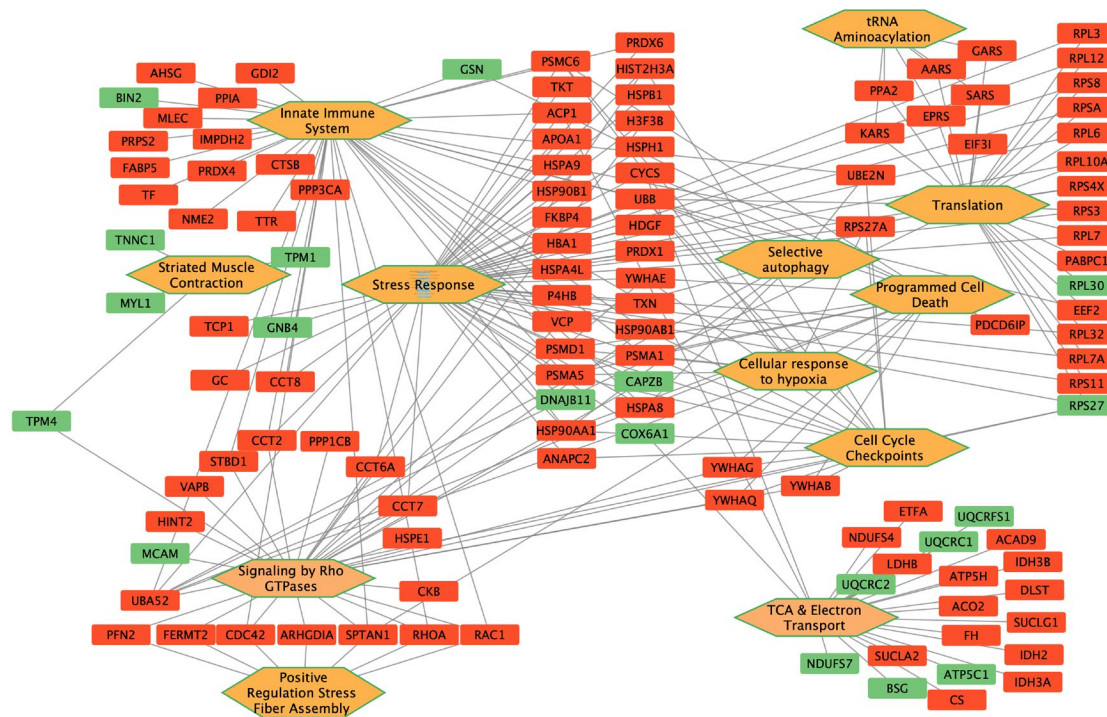 tRNA
Aminoacylation
GARS
AARS
PPA2
SARS
EPRS
KARS
EIF3I
UBE2N
RPS27A
Translation
RPL3
RPL12
RPS8
RPSA
RPL6
RPL10A
RPS4X
RPS3
RPL7
PABPC1
RPL30
EEF2
RPL32
RPL7A
RPS11
RPS27
AHSG
GDI2
BIN2
PPIA
MLEC
PRPS2
IMPDH2
FABP5
PRDX4
CTSB
TF
PPP3CA
NME2
TTR
GSN
Innate Immune
System
TNNC1
TPM1
Striated Muscle
Contraction
MYL1
TCP1
GNB4
GC
CCT8
TPM4
Stress Response
PSMC6
TKT
ACP1
APOA1
HSPA9
HSP90B1
FKBP4
HBA1
HSPA4L
P4HB
VCP
PSMD1
PSMA5
DNAJB11
HSP90AA1
ANAPC2
PRDX6
HIST2H3A
HSPB1
H3F3B
HSPH1
CYCS
UBB
HDGF
PRDX1
YWHAE
TXN
HSP90AB1
PSMA1
CAPZB
HSPA8
COX6A1
Selective
autophagy
Programmed Cell
Death
PDCD6IP
Cellular response
to hypoxia
Cell Cycle
Checkpoints
YWHAG
YWHAB
YWHAQ
CCT2
PPP1CB
STBD1
CCT6A
VAPB
CCT7
HINT2
HSPE1
MCAM
UBA52
CKB
Signaling by Rho
GTPases
PFN2
FERMT2
CDC42
ARHGDIA
SPTAN1
RHOA
RAC1
Positive
Regulation Stress
Fiber Assembly
ETFA
UQCRFS1
NDUFS4
UQCRC1
ACAD9
LDHB
IDH3B
UQCRC2
ATP5H
DLST
TCA & Electron
Transport
ACO2
SUCLG1
FH
NDUFS7
SUCLA2
IDH2
ATP5C1
IDH3A
BSG
CS